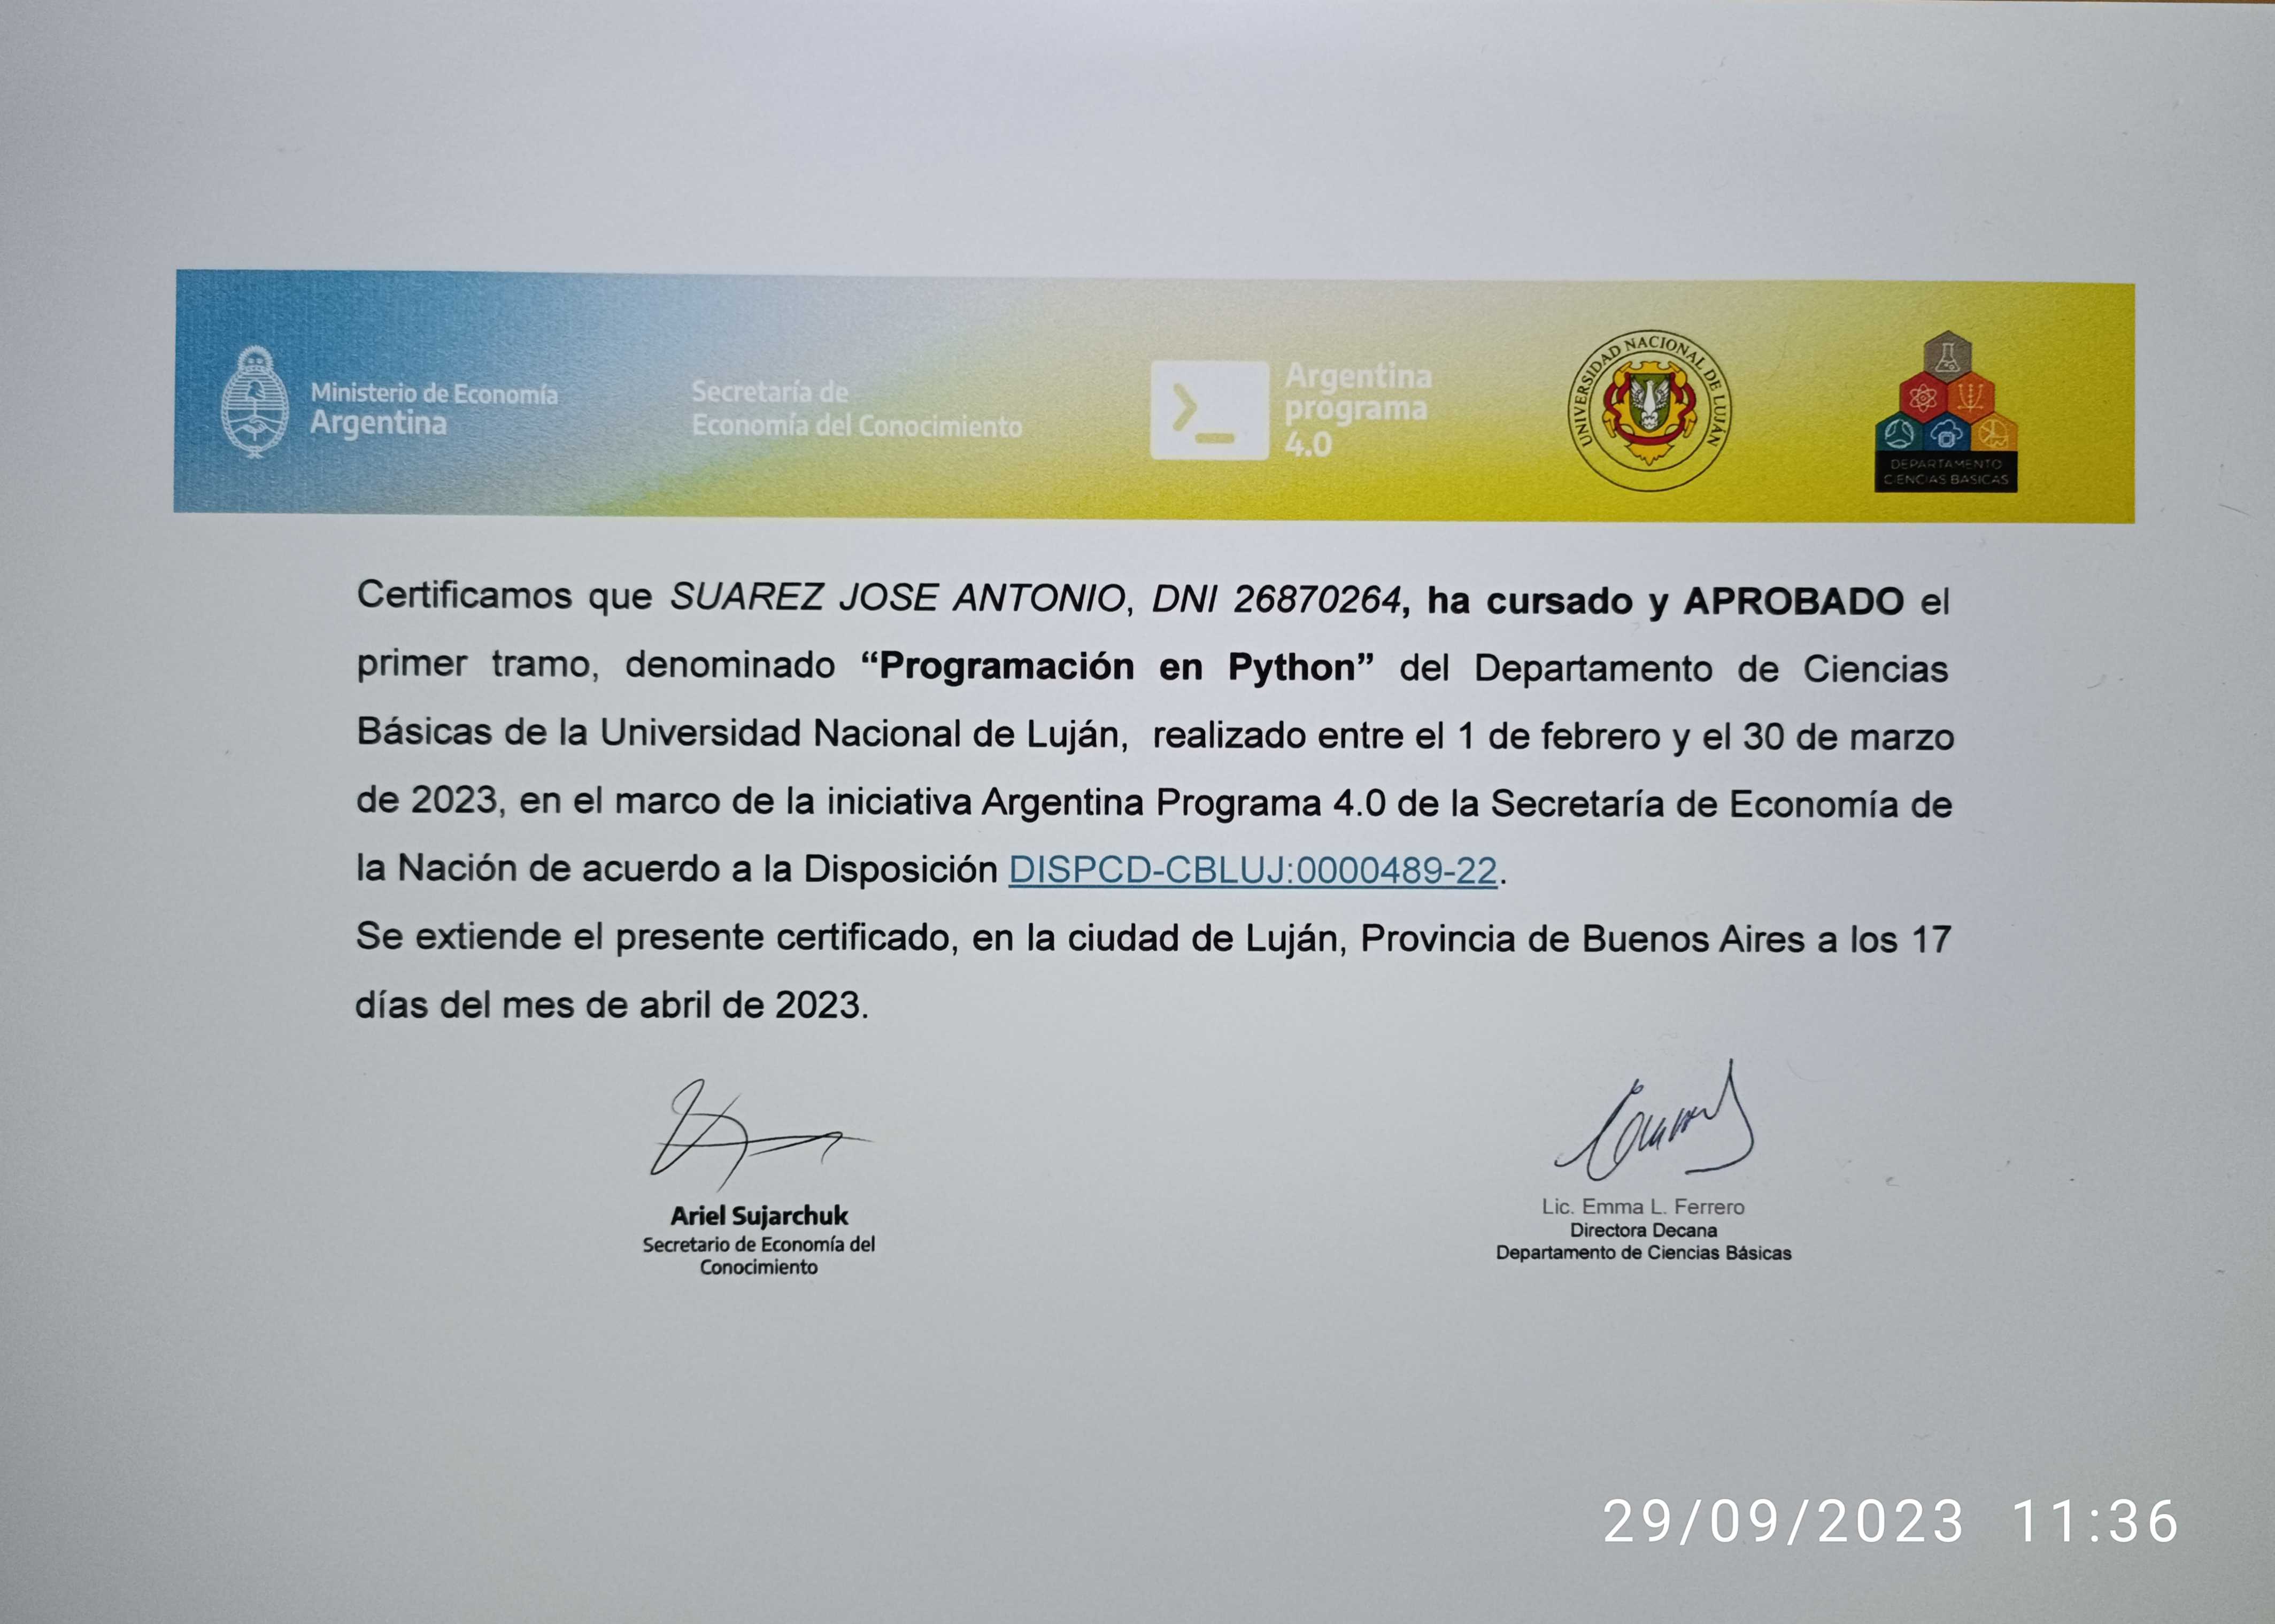 Ministerio de Economía
Argentina
Secretaría de
Economía del Conocimiento
Argentina
programa
4.0
UNIVERSIDAD NACIONAL DE LUJÁN
DEPARTAMENTO
CIENCIAS BASICAS
Certificamos que SUAREZ JOSE ANTONIO, DNI 26870264, ha cursado y APROBADO el
primer tramo, denominado “Programación en Python” del Departamento de Ciencias
Básicas de la Universidad Nacional de Luján, realizado entre el 1 de febrero y el 30 de marzo
de 2023, en el marco de la iniciativa Argentina Programa 4.0 de la Secretaría de Economía de
la Nación de acuerdo a la Disposición DISPCD-CBLUJ:0000489-22.
Se extiende el presente certificado, en la ciudad de Luján, Provincia de Buenos Aires a los 17
días del mes de abril de 2023.
Ariel Sujarchuk
Secretario de Economía del
Conocimiento
Lic. Emma L. Ferrero
Directora Decana
Departamento de Ciencias Básicas
29/09/2023 11:36